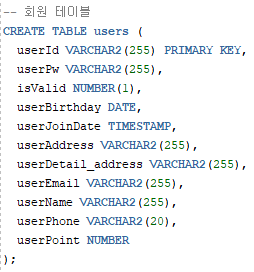 -- 회원 테이블
CREATE TABLE users (
userId VARCHAR2(255) PRIMARY KEY,
userPw VARCHAR2(255),
isValid NUMBER(1),
userBirthday DATE,
userJoinDate TIMESTAMP,
userAddress VARCHAR2(255),
userDetail_address VARCHAR2(255),
userEmail VARCHAR2(255),
userName VARCHAR2(255),
userPhone VARCHAR2(20),
userPoint NUMBER
);